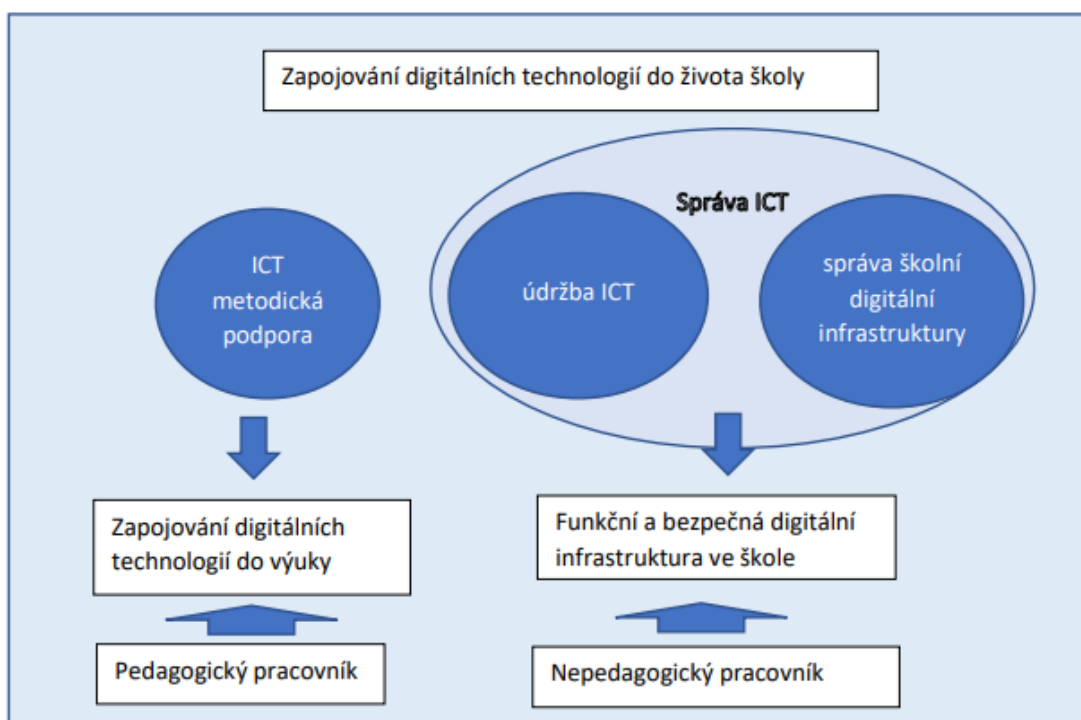 Zapojování digitálních technologií do života školy
Správa ICT
ICT
metodická
podpora
údržba ICT
správa školní
digitální
infrastruktury
Zapojování digitálních
technologií do výuky
Funkční a bezpečná digitální
infrastruktura ve škole
Pedagogický pracovník
Nepedagogický pracovník